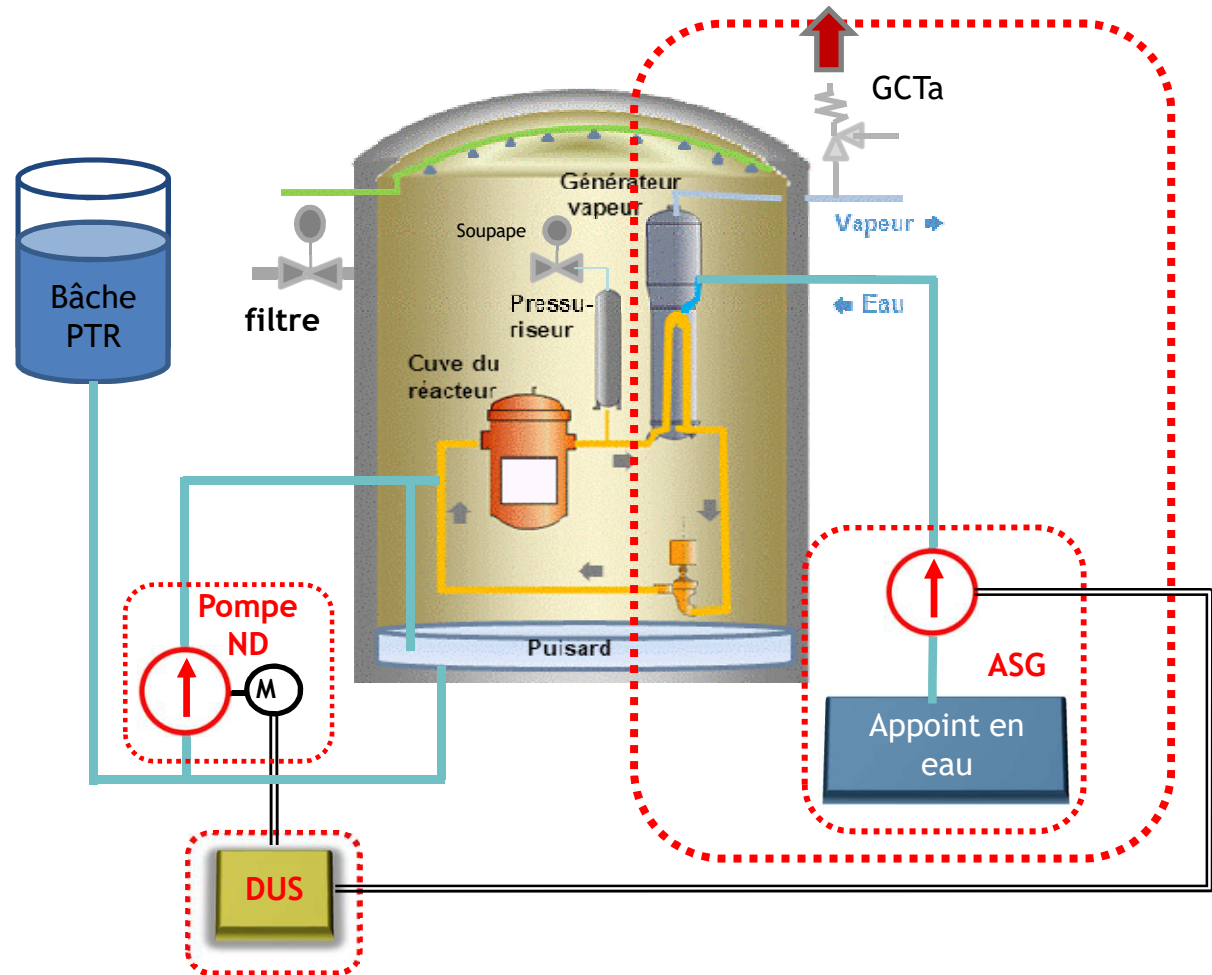 GCTa
Générateur
vapeur
Soupape
Vapeur
Bâche
PTR
filtre
Pressu-
riseur
Eau
Cuve du
réacteur
Pompe
ND
M
Puisard
ASG
Appoint en
eau
DUS